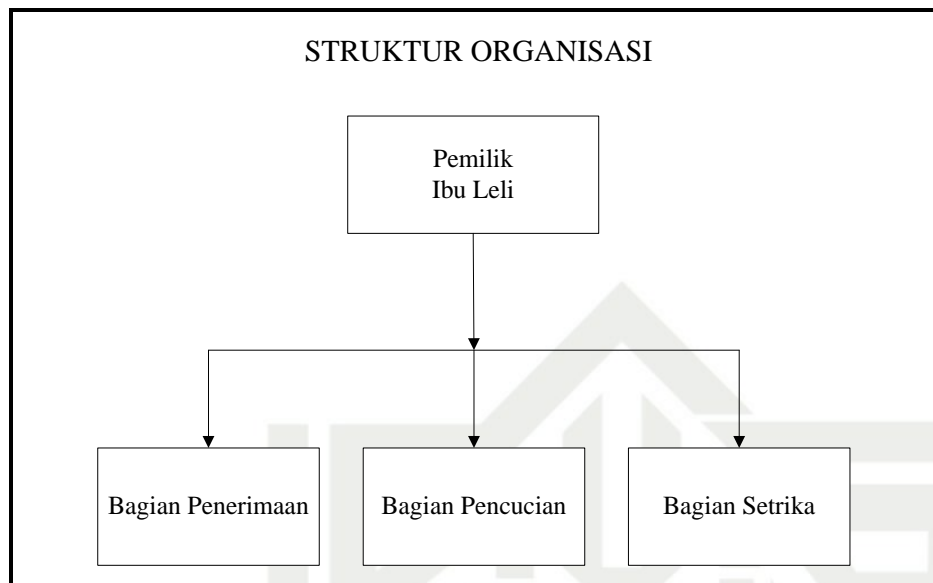 STRUKTUR ORGANISASI
Pemilik
Ibu Leli
Bagian Penerimaan
Bagian Pencucian
Bagian Setrika